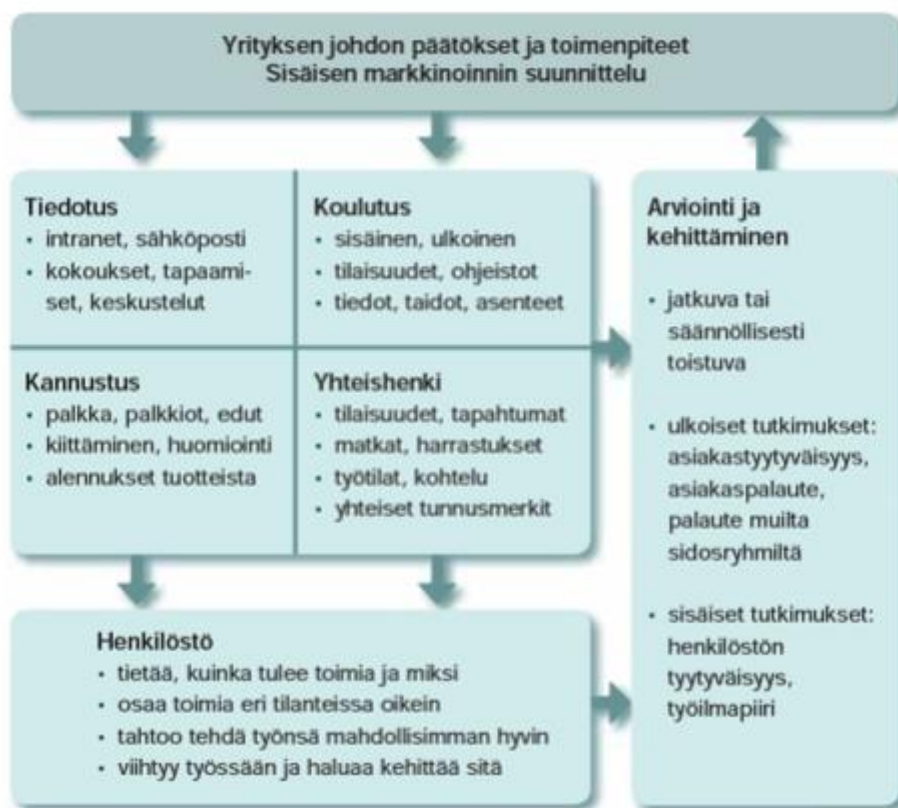 Yrityksen johdon päätökset ja toimenpiteet
Sisäisen markkinoinnin suunnittelu
Tiedotus
• intranet, sähköposti
• kokoukset, tapaami-
set, keskustelut
Koulutus
• sisäinen, ulkoinen
• tilaisuudet, ohjeistot
• tiedot, taidot, asenteet
Kannustus
• palkka, palkkiot, edut
• kiittäminen, huomiointi
• alennukset tuotteista
Yhteishenki
• tilaisuudet, tapahtumat
• matkat, harrastukset
• työtilat, kohtelu
• yhteiset tunnusmerkit
Henkilöstö
• tietää, kuinka tulee toimia ja miksi
• osaa toimia eri tilanteissa oikein
• tahtoo tehdä työnsä mahdollisimman hyvin
• viihtyy työssään ja haluaa kehittää sitä
Arviointi ja
kehittäminen
• jatkuva tai
säännöllisesti
toistuva
• ulkoiset tutkimukset:
asiakastyytyväisyys,
asiakaspalaute,
palaute muilta
sidosryhmiltä
• sisäiset tutkimukset:
henkilöstön
tyytyväisyys,
työilmapiiri